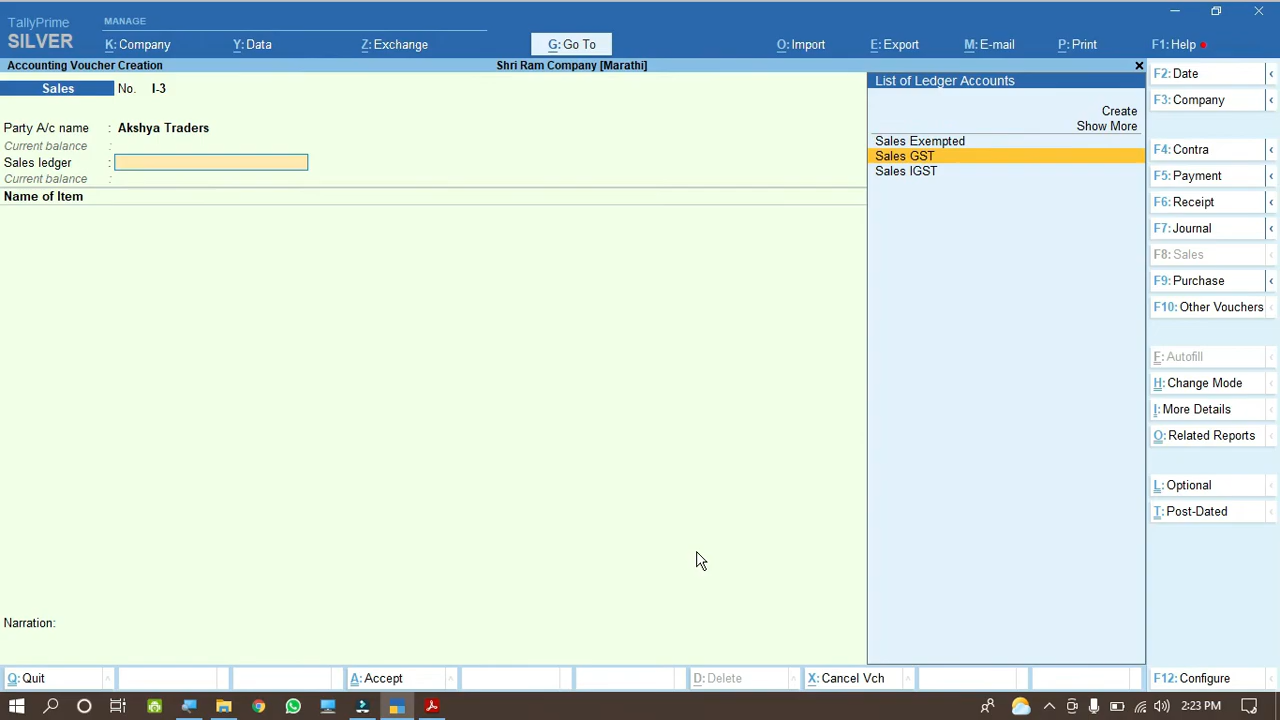 TallyPrime
SILVER
MANAGE
K: Company
Y: Data
Z: Exchange
G: Go To
O: Import
E: Export
M: E-mail
P: Print
F1: Help
Accounting Voucher Creation
Shri Ram Company [Marathi]
Sales No. I-3
Party A/c name : Akshya Traders
Current balance :
Sales ledger :
Current balance :
Name of Item
Narration:
List of Ledger Accounts
Create
Show More
Sales Exempted
Sales GST
Sales IGST
F2: Date
F3: Company
F4: Contra
F5: Payment
F6: Receipt
F7: Journal
F8: Sales
F9: Purchase
F10: Other Vouchers
F: Autofill
H: Change Mode
I: More Details
O: Related Reports
L: Optional
T: Post-Dated
Q: Quit
A: Accept
D: Delete
X: Cancel Vch
F12: Configure
2:23 PM